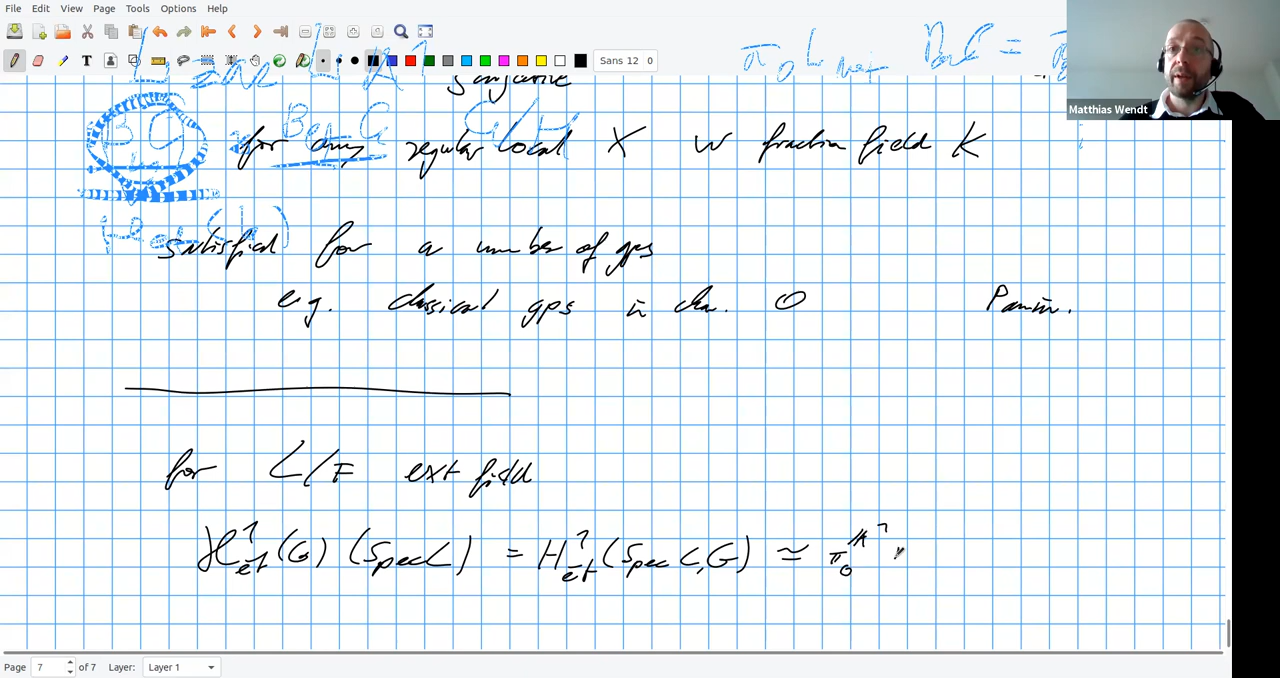 File Edit View Page Tools Options Help
Sans 12 0
Matthias Wendt
for any regular local X w fraction field K
satisfied for a number of gps
e.g. classical gps in char. 0 Panin.
for L/F ext field
ℋ¹ét(G)(Spec L) = H¹ét(Spec L, G) ≃ π₀^𝔸¹
Page 7 of 7 Layer: Layer 1